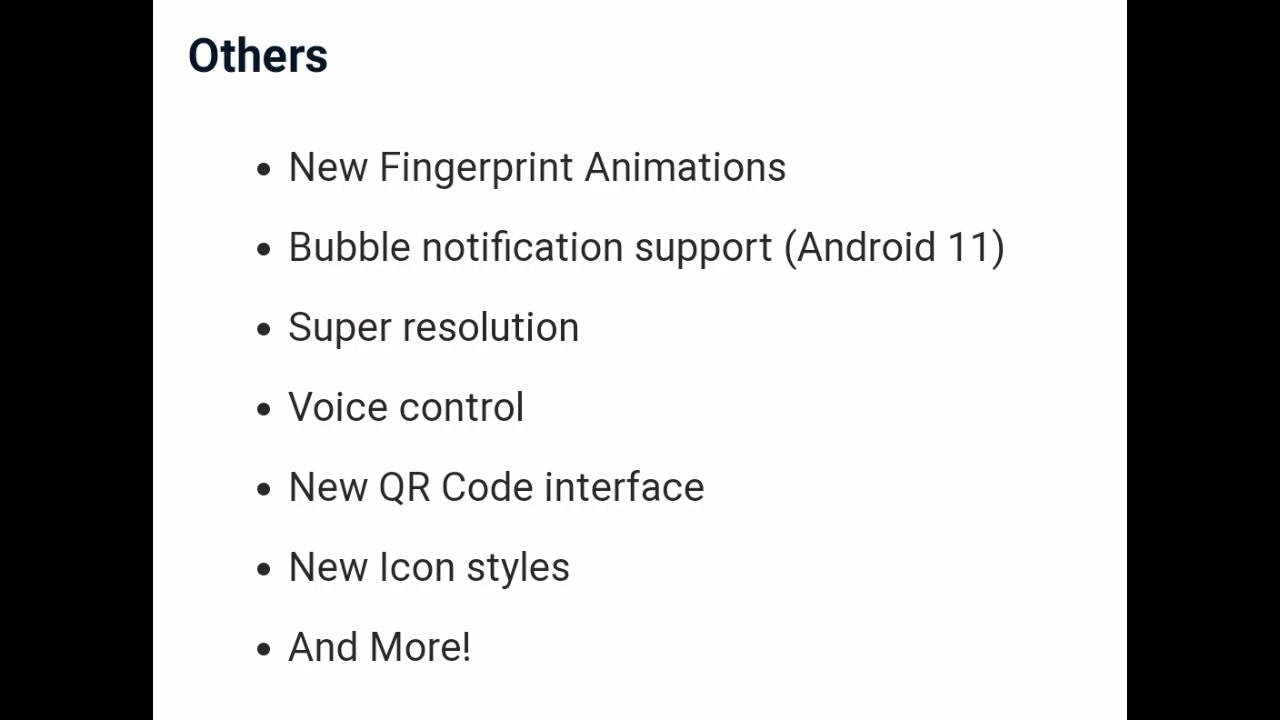 Others
• New Fingerprint Animations
• Bubble notification support (Android 11)
• Super resolution
• Voice control
• New QR Code interface
• New Icon styles
• And More!